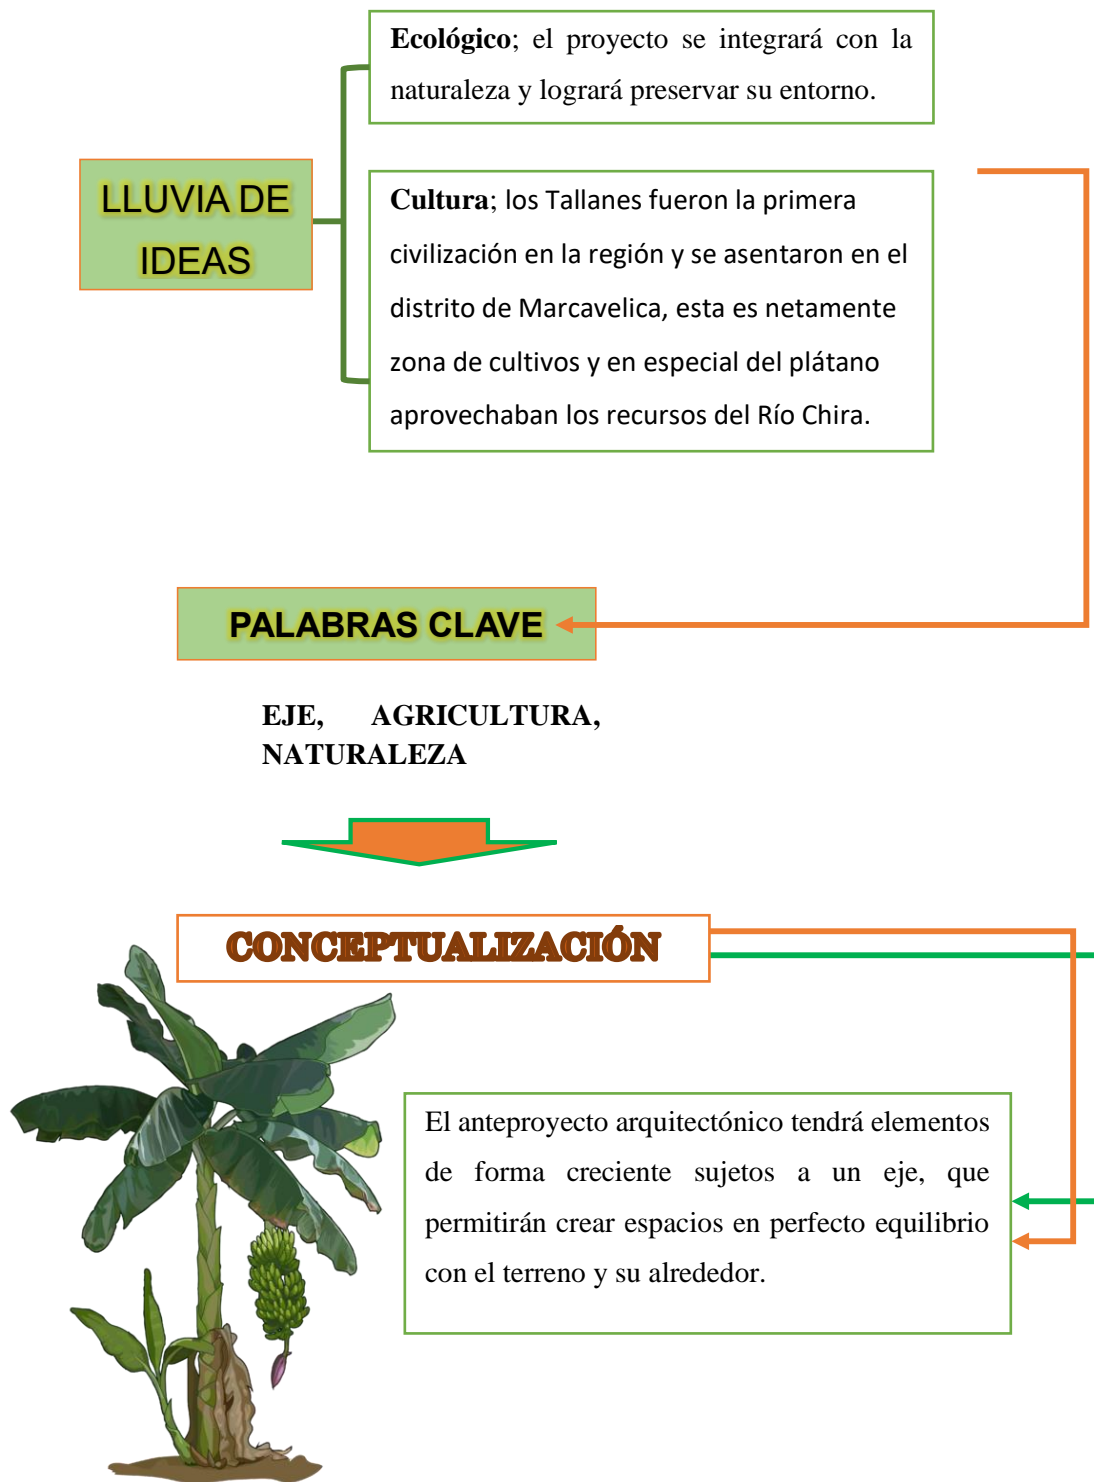 Ecológico; el proyecto se integrará con la
naturaleza y logrará preservar su entorno.
LLUVIA DE
IDEAS
Cultura; los Tallanes fueron la primera
civilización en la región y se asentaron en el
distrito de Marcavelica, esta es netamente
zona de cultivos y en especial del plátano
aprovechaban los recursos del Río Chira.
PALABRAS CLAVE
EJE, AGRICULTURA,
NATURALEZA
CONCEPTUALIZACIÓN
El anteproyecto arquitectónico tendrá elementos
de forma creciente sujetos a un eje, que
permitirán crear espacios en perfecto equilibrio
con el terreno y su alrededor.